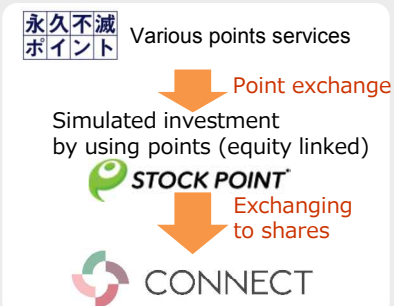 永久不滅
ポイント
Various points services
Point exchange
Simulated investment
by using points (equity linked)
STOCK POINT
Exchanging
to shares
CONNECT